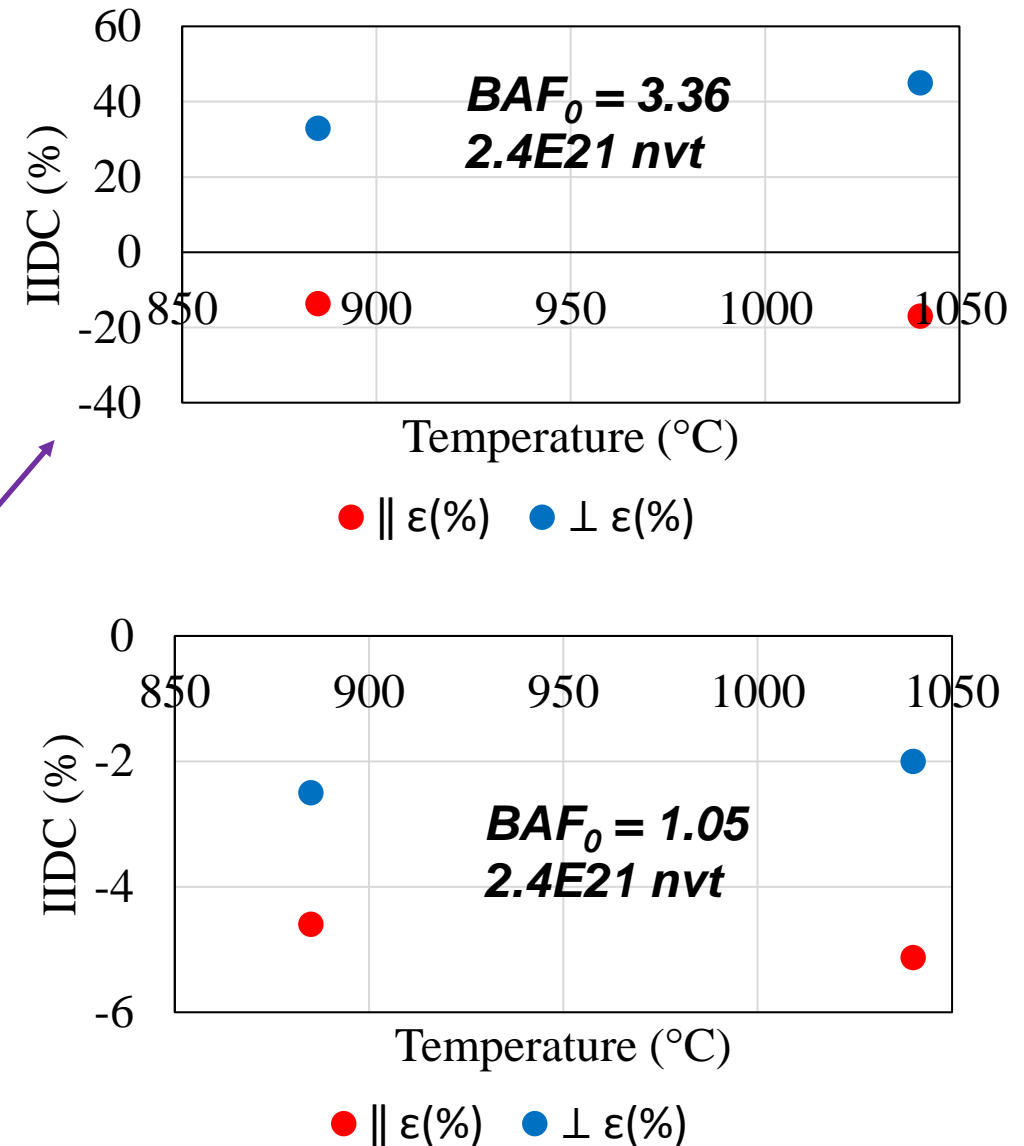 60
40
20
0
-20
-40
IIDC (%)
BAF0 = 3.36
2.4E21 nvt
850 900 950 1000 1050
Temperature (°C)
‖ ε(%) ⊥ ε(%)
0
-2
-4
-6
IIDC (%)
850 900 950 1000 1050
BAF0 = 1.05
2.4E21 nvt
Temperature (°C)
‖ ε(%) ⊥ ε(%)